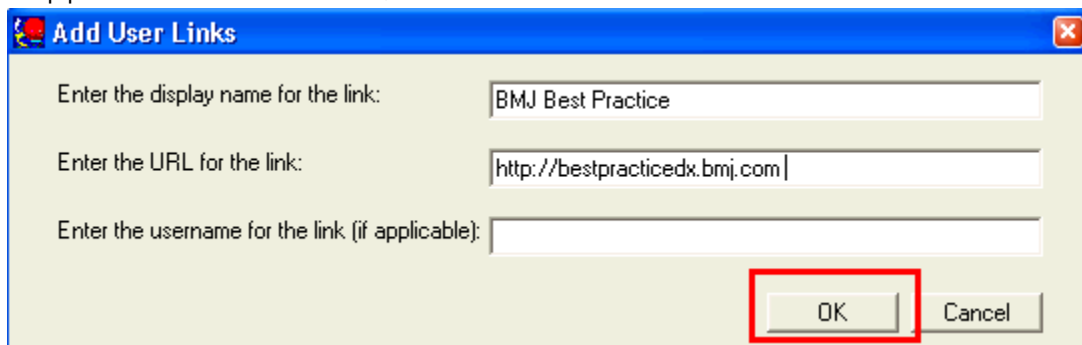 Add User Links
Enter the display name for the link: BMJ Best Practice
Enter the URL for the link: http://bestpracticedx.bmj.com
Enter the username for the link (if applicable):
OK Cancel